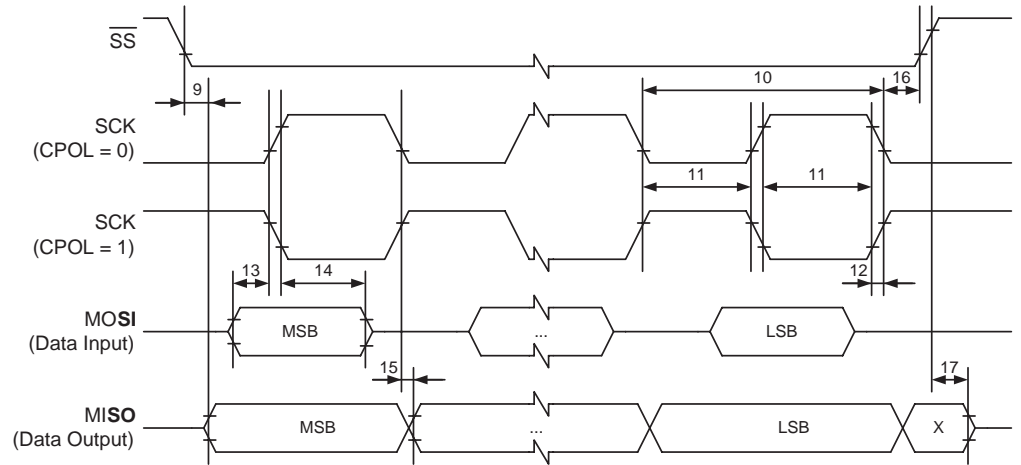 SS
10
16
9
SCK
(CPOL = 0)
11
11
SCK
(CPOL = 1)
13
14
12
MOSI
(Data Input)
MSB
...
LSB
15
17
MISO
(Data Output)
MSB
...
LSB
X